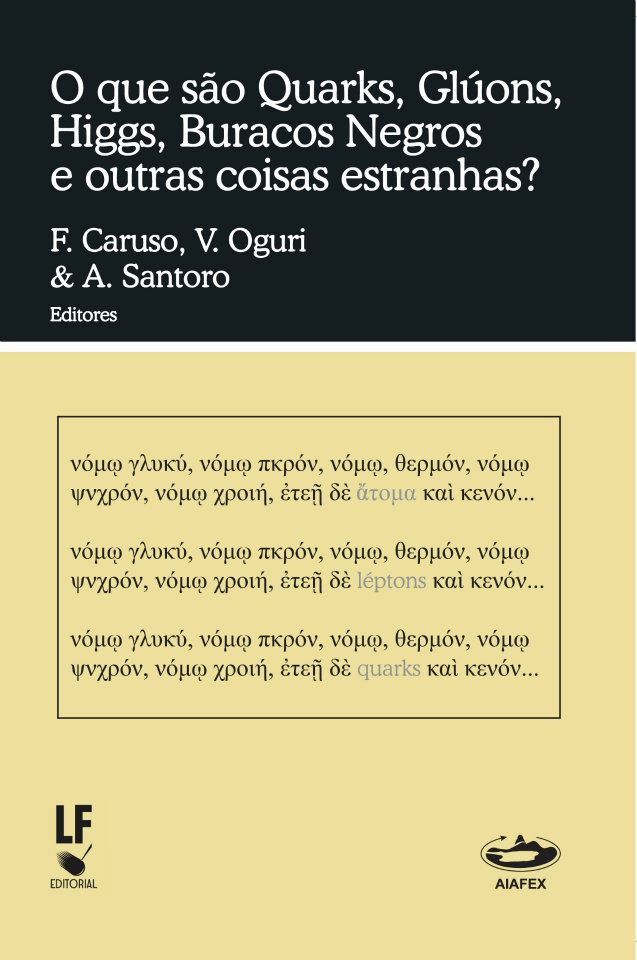 O que são Quarks, Glúons,
Higgs, Buracos Negros
e outras coisas estranhas?
F. Caruso, V. Oguri
& A. Santoro
Editores
νόμῳ γλυκύ, νόμῳ πκρόν, νόμῳ, θερμόν, νόμῳ
ψνχρόν, νόμῳ χροιή, ἐτεῇ δὲ ἄτομα καὶ κενόν...
νόμῳ γλυκύ, νόμῳ πκρόν, νόμῳ, θερμόν, νόμῳ
ψνχρόν, νόμῳ χροιή, ἐτεῇ δὲ léptons καὶ κενόν...
νόμῳ γλυκύ, νόμῳ πκρόν, νόμῳ, θερμόν, νόμῳ
ψνχρόν, νόμῳ χροιή, ἐτεῇ δὲ quarks καὶ κενόν...
LF
EDITORIAL
AIAFEX